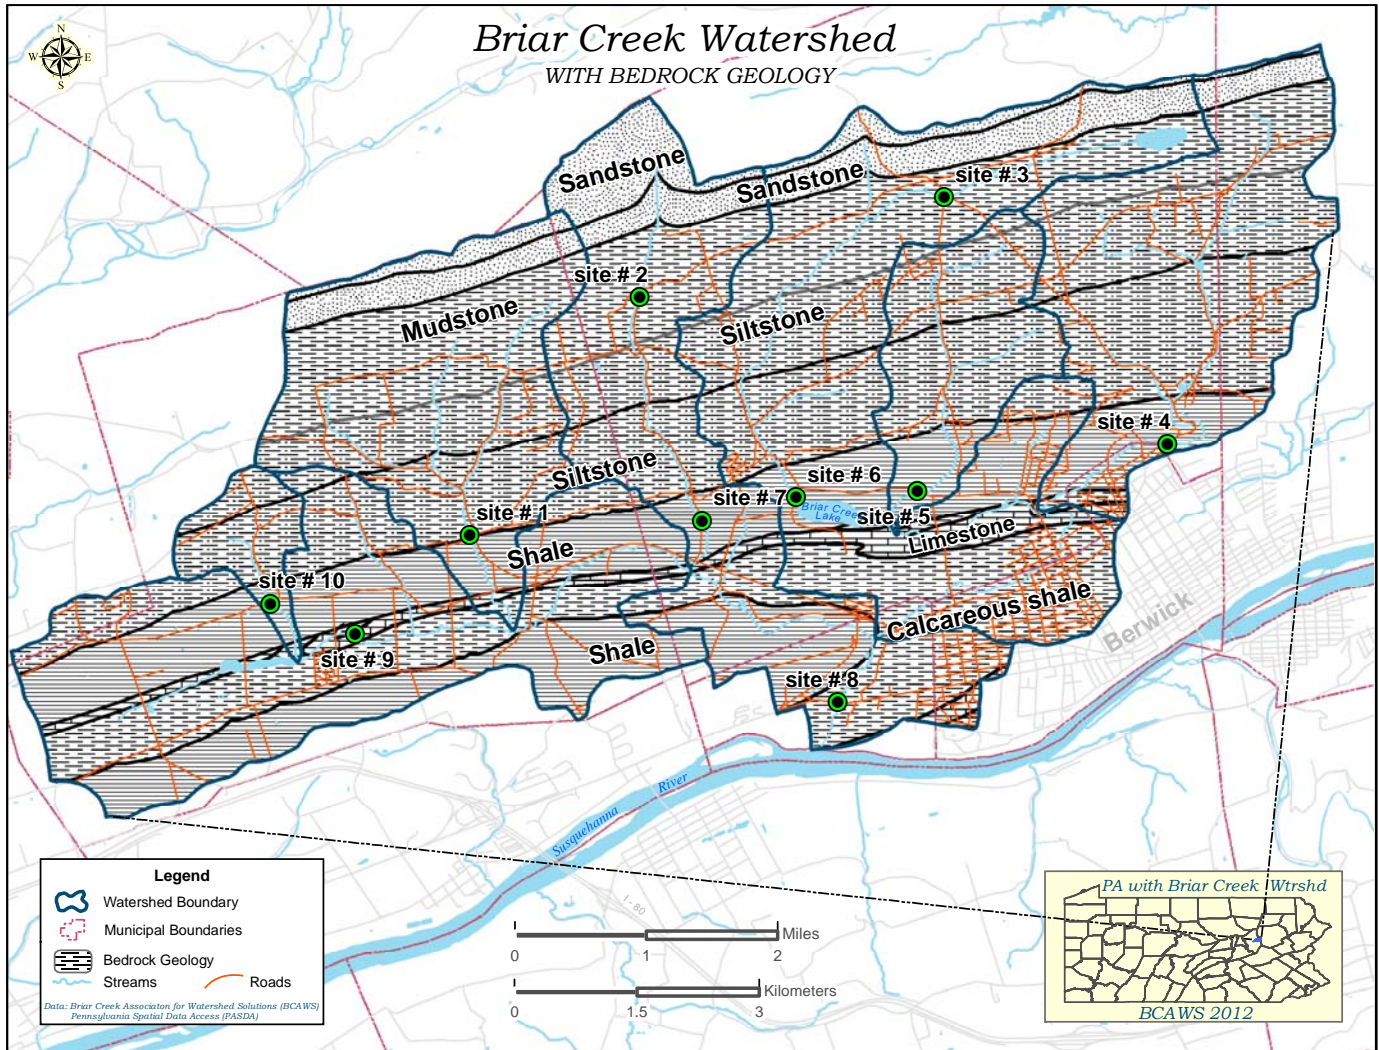 Briar Creek Watershed
WITH BEDROCK GEOLOGY
N
W
E
S
Sandstone
Sandstone
site # 3
site # 2
Mudstone
Siltstone
site # 4
Siltstone
site # 6
site # 7
Briar Cree
Lake
site # 5
site # 1
Limestone
Shale
site # 10
Calcareous shale
Berwick
site # 9
Shale
site # 8
Susquehanna River
I-80
Legend
Watershed Boundary
Municipal Boundaries
Bedrock Geology
Streams
Roads
Data: Briar Creek Associaton for Watershed Solutions (BCAWS)
Pennsylvania Spatial Data Access (PASDA)
Miles
0 1 2
Kilometers
0 1.5 3
PA with Briar Creek Wtrshd
BCAWS 2012